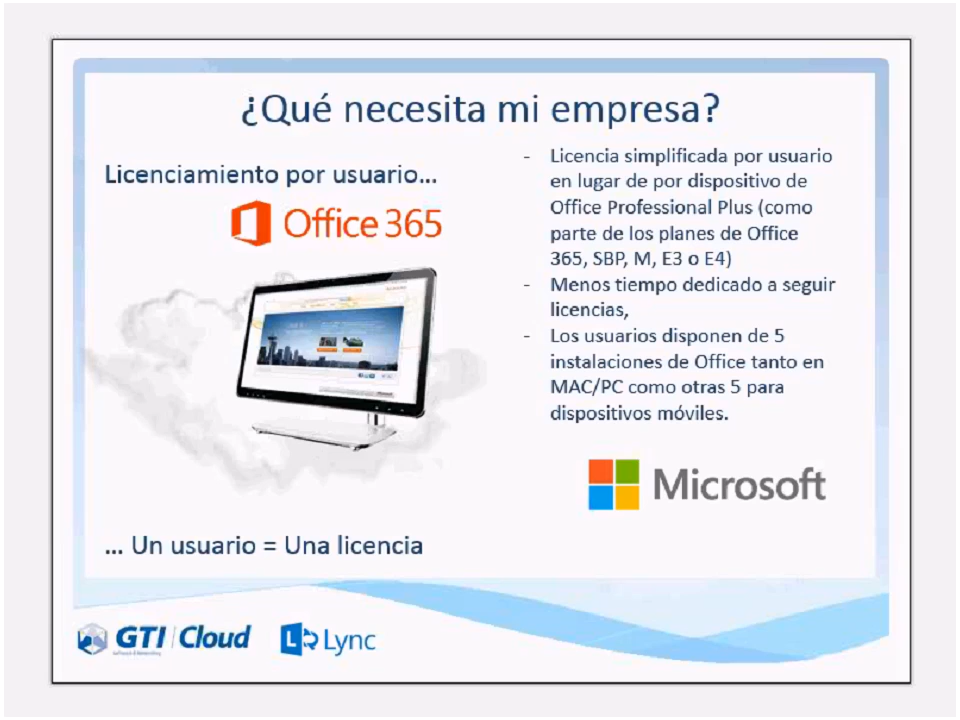 ¿Qué necesita mi empresa?
Licenciamiento por usuario...
Office 365
- Licencia simplificada por usuario
en lugar de por dispositivo de
Office Professional Plus (como
parte de los planes de Office
365, SBP, M, E3 o E4)
- Menos tiempo dedicado a seguir
licencias,
- Los usuarios disponen de 5
instalaciones de Office tanto en
MAC/PC como otras 5 para
dispositivos móviles.
Microsoft
... Un usuario = Una licencia
GTI Cloud
Software & Networking
Lync